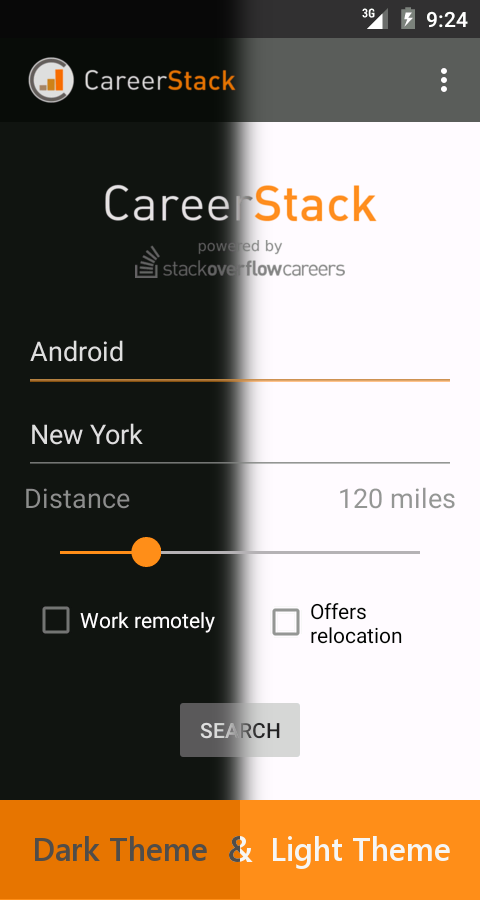 3G 9:24
CareerStack
CareerStack
powered by
stackoverflowcareers
Android
New York
Distance 120 miles
Work remotely
Offers
relocation
SEARCH
Dark Theme & Light Theme